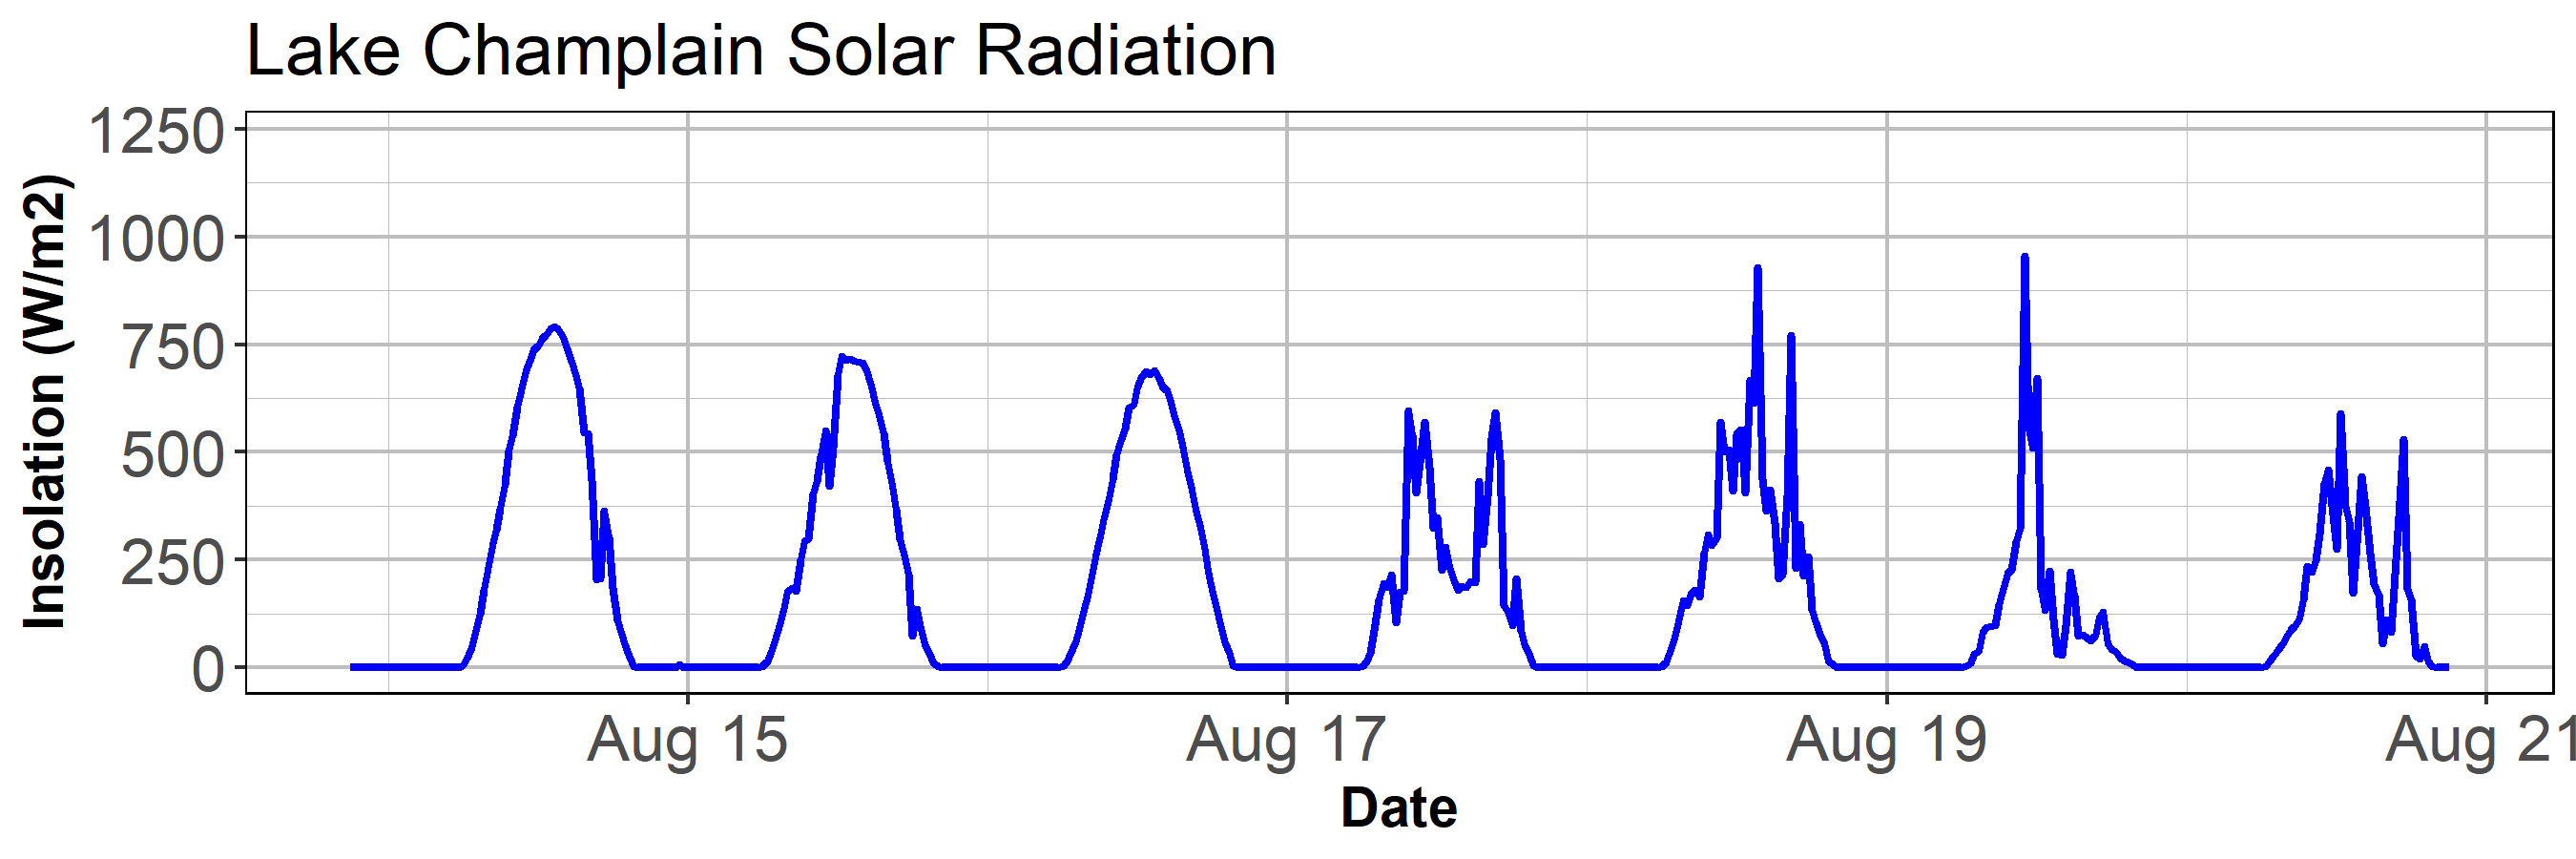 Lake Champlain Solar Radiation
1250
1000
750
500
250
0
Insolation (W/m2)
Aug 15 Aug 17 Aug 19 Aug 21
Date